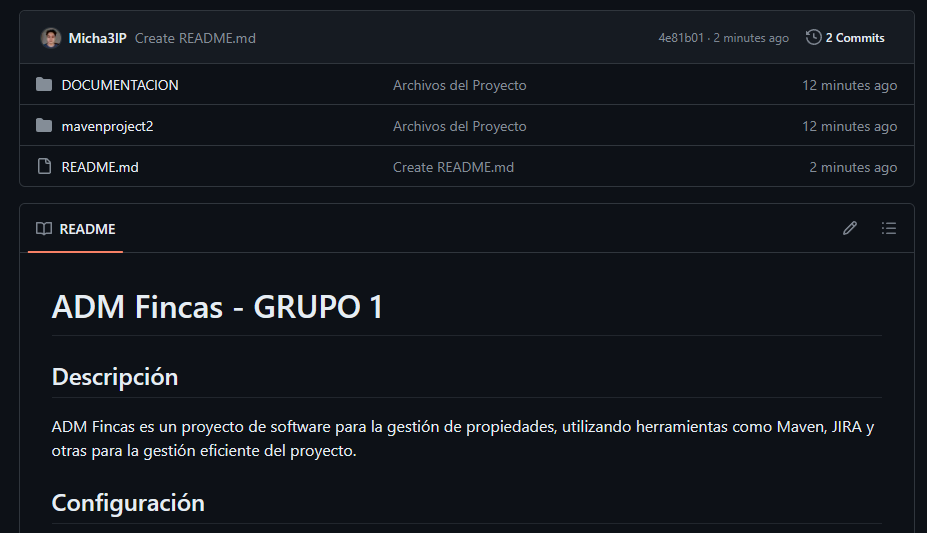 Micha3IP Create README.md 4e81b01 · 2 minutes ago 2 Commits
DOCUMENTACION Archivos del Proyecto 12 minutes ago
mavenproject2 Archivos del Proyecto 12 minutes ago
README.md Create README.md 2 minutes ago
README
ADM Fincas - GRUPO 1
Descripción
ADM Fincas es un proyecto de software para la gestión de propiedades, utilizando herramientas como Maven, JIRA y
otras para la gestión eficiente del proyecto.
Configuración